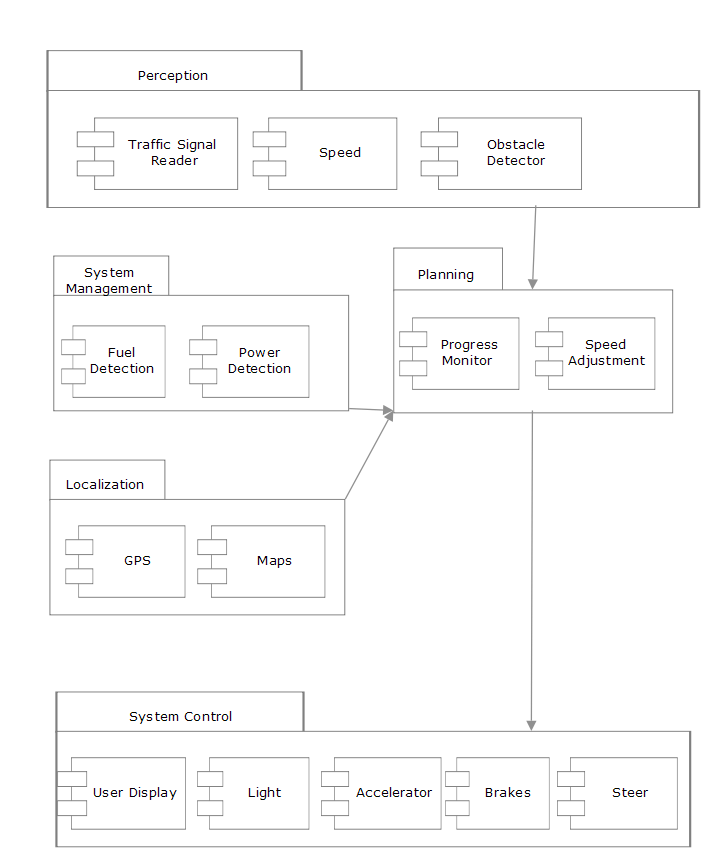 Perception
Traffic Signal
Reader
Speed
Obstacle
Detector
System
Management
Fuel
Detection
Power
Detection
Planning
Progress
Monitor
Speed
Adjustment
Localization
GPS
Maps
System Control
User Display
Light
Accelerator
Brakes
Steer